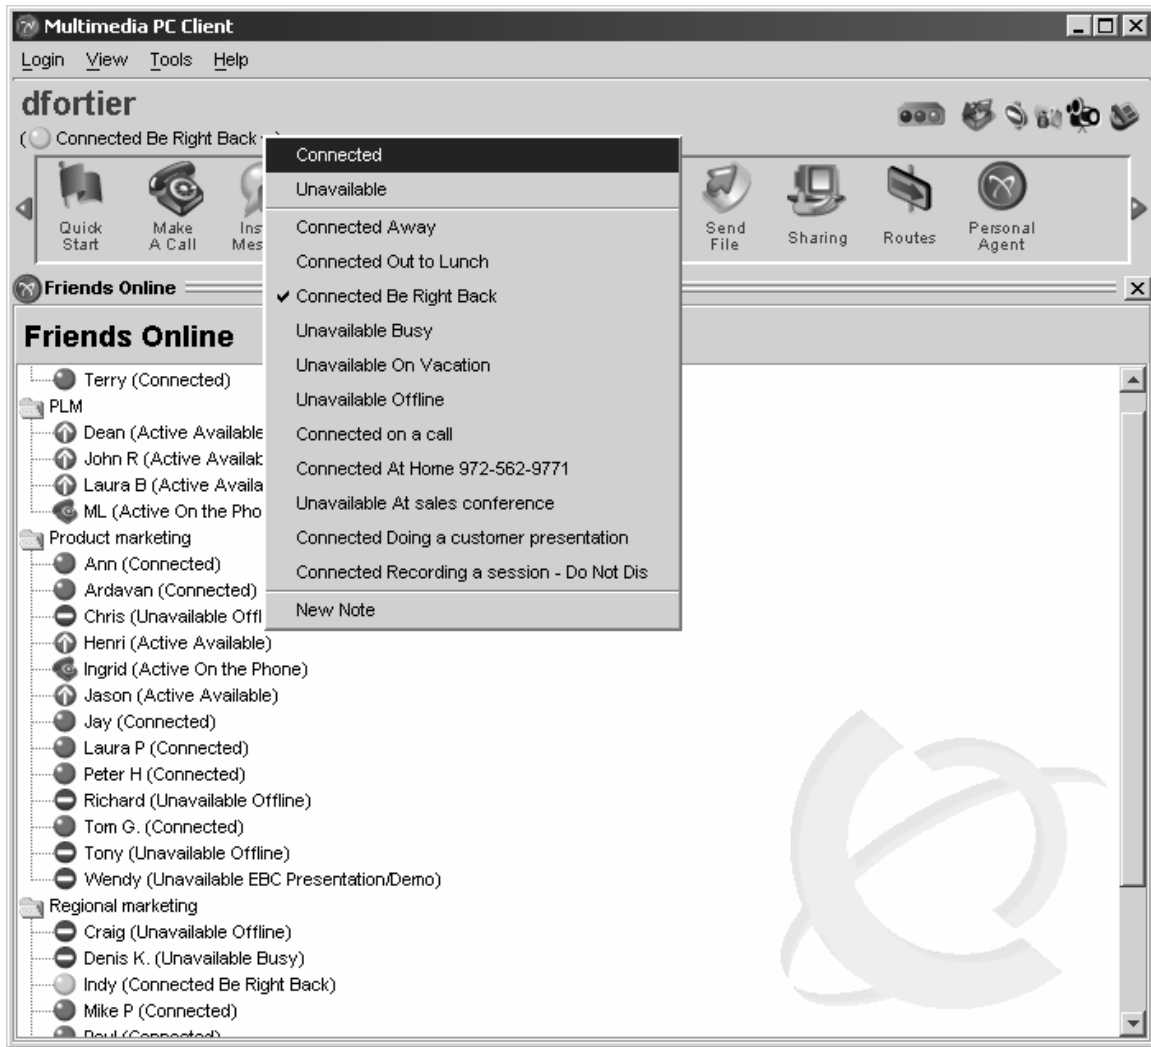 Multimedia PC Client
Login View Tools Help
dfortier
( Connected Be Right Back
Connected
Unavailable
Connected Away
Connected Out to Lunch
✔ Connected Be Right Back
Unavailable Busy
Unavailable On Vacation
Unavailable Offline
Connected on a call
Connected At Home 972-562-9771
Unavailable At sales conference
Connected Doing a customer presentation
Connected Recording a session - Do Not Dis
New Note
Quick Start
Make A Call
Ins
Mes
Send File
Sharing
Routes
Personal Agent
Friends Online
Friends Online
Terry (Connected)
PLM
Dean (Active Available
John R (Active Availab
Laura B (Active Availa
ML (Active On the Pho
Product marketing
Ann (Connected)
Ardavan (Connected)
Chris (Unavailable Offl
Henri (Active Available)
Ingrid (Active On the Phone)
Jason (Active Available)
Jay (Connected)
Laura P (Connected)
Peter H (Connected)
Richard (Unavailable Offline)
Tom G. (Connected)
Tony (Unavailable Offline)
Wendy (Unavailable EBC Presentation/Demo)
Regional marketing
Craig (Unavailable Offline)
Denis K. (Unavailable Busy)
Indy (Connected Be Right Back)
Mike P (Connected)